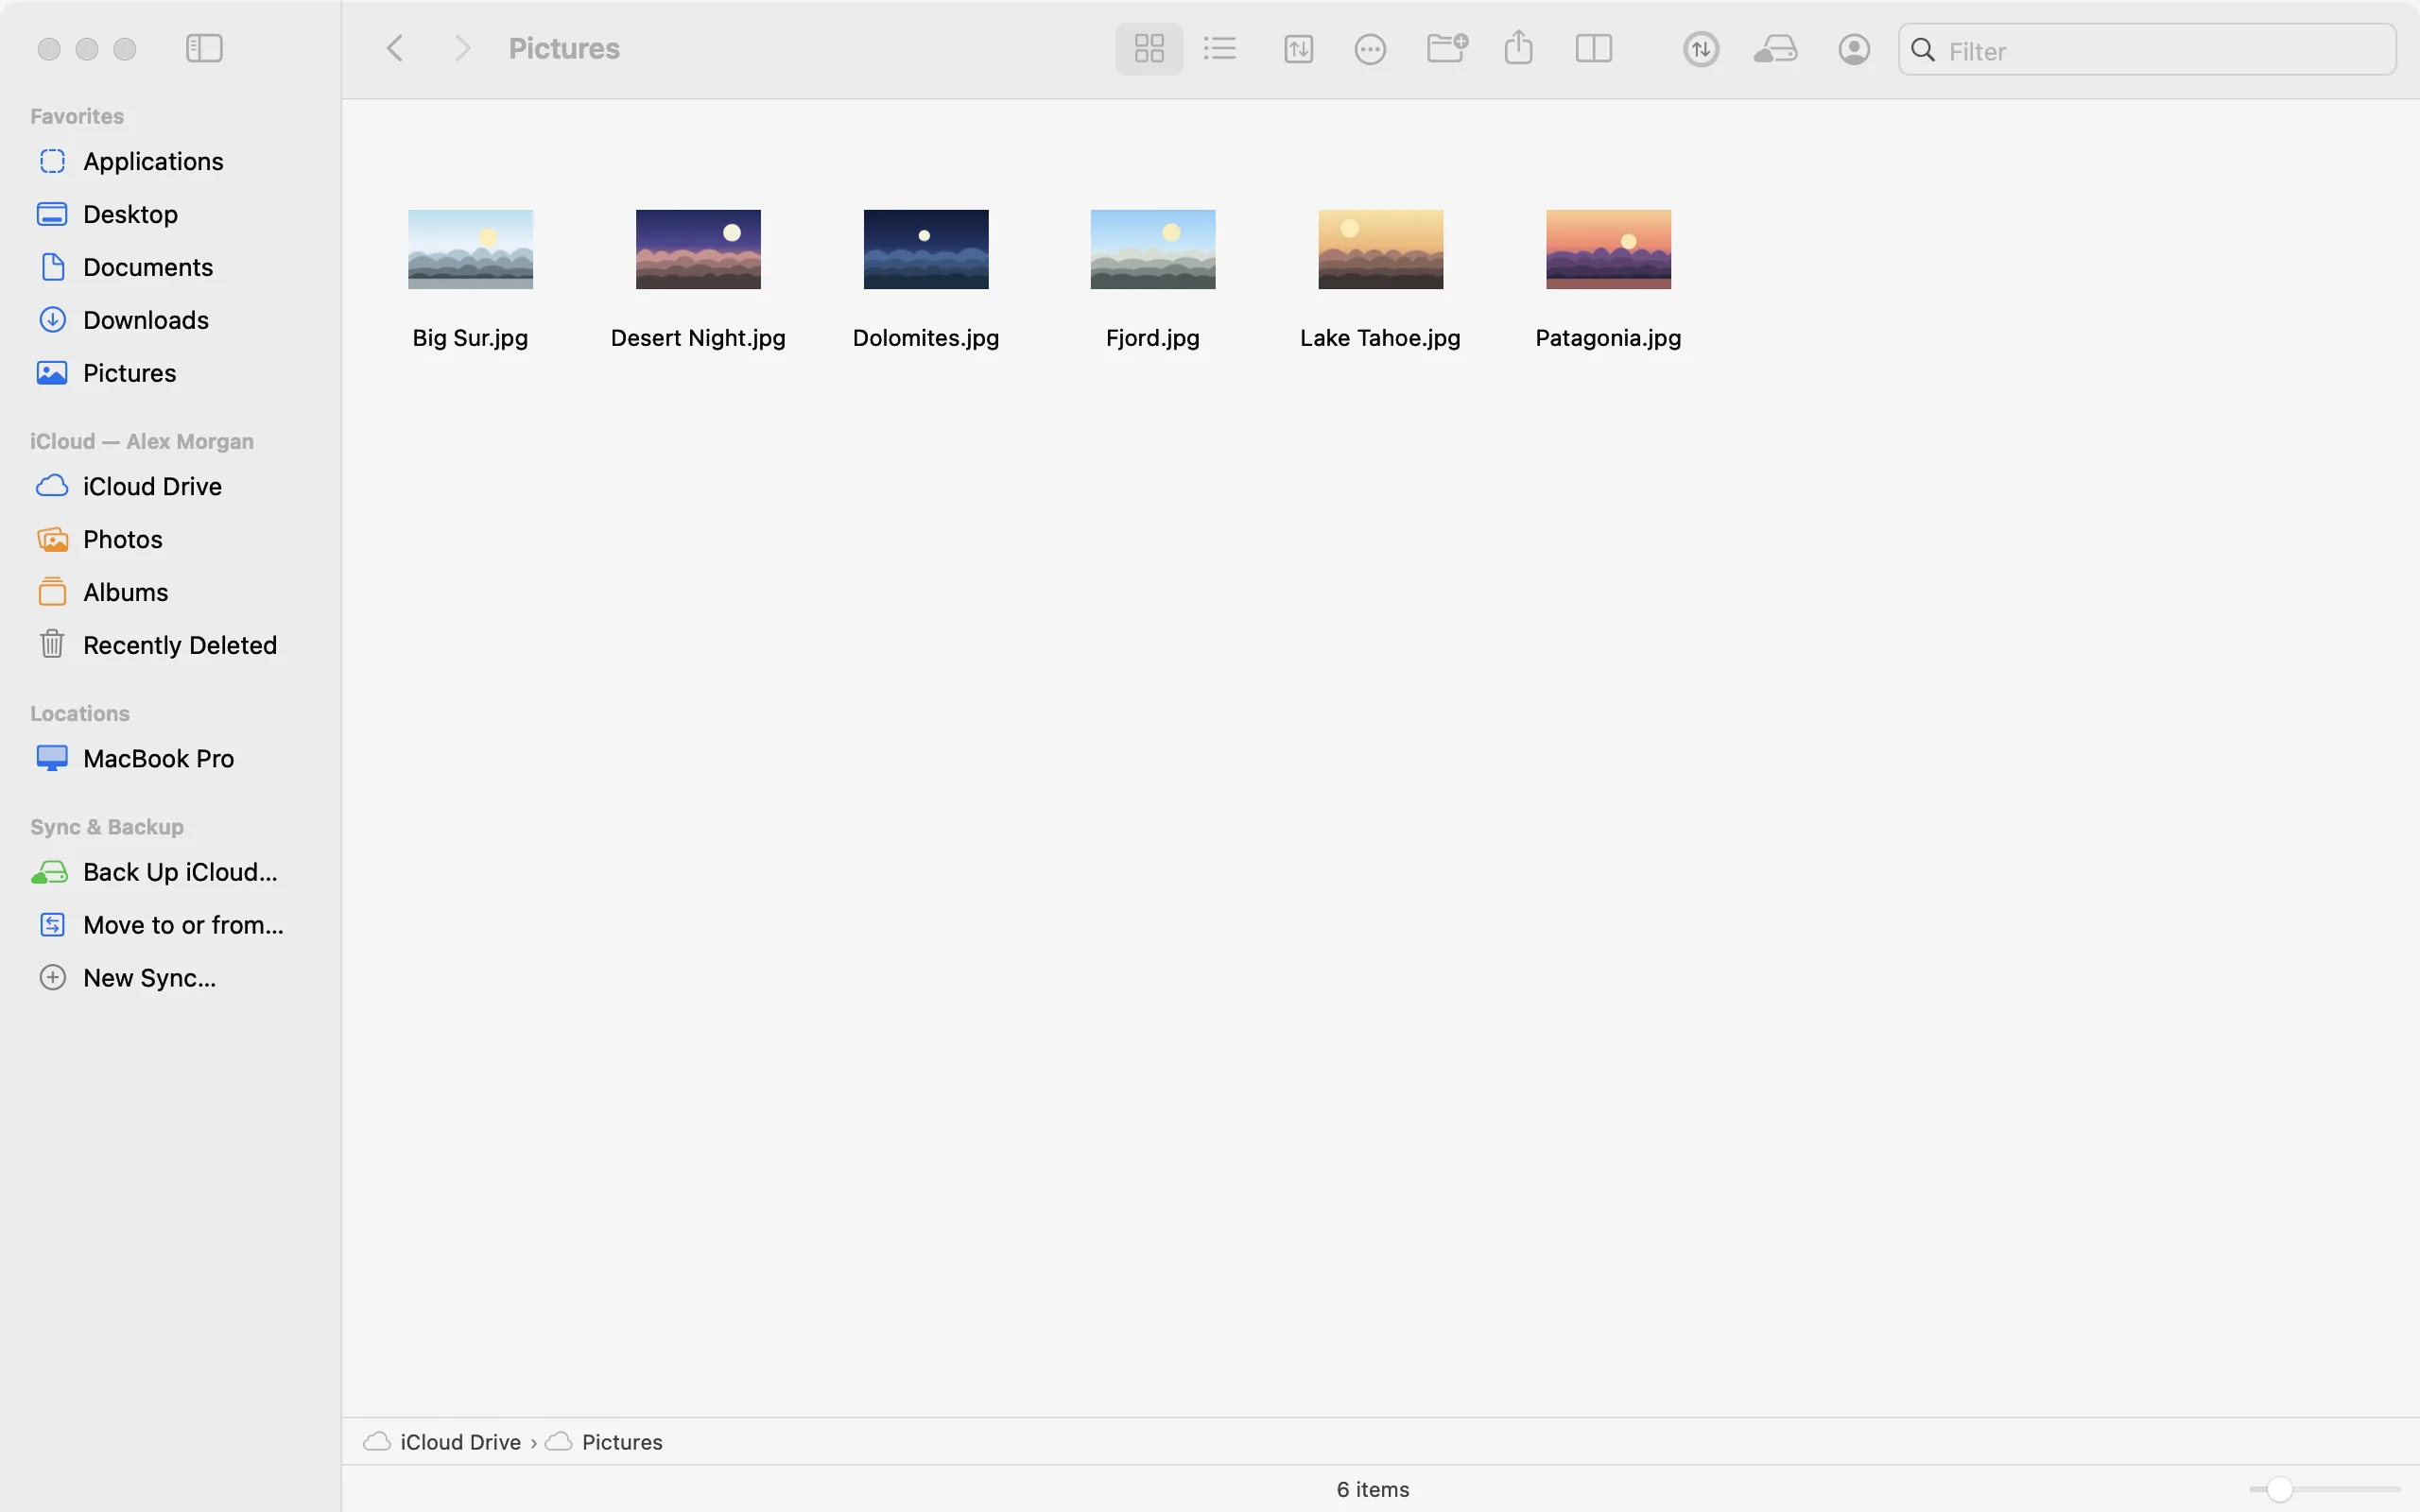 Pictures
Filter
Favorites
Applications
Desktop
Documents
Downloads
Pictures
iCloud — Alex Morgan
iCloud Drive
Photos
Albums
Recently Deleted
Locations
MacBook Pro
Sync & Backup
Back Up iCloud...
Move to or from...
New Sync...
Big Sur.jpg
Desert Night.jpg
Dolomites.jpg
Fjord.jpg
Lake Tahoe.jpg
Patagonia.jpg
iCloud Drive › Pictures
6 items